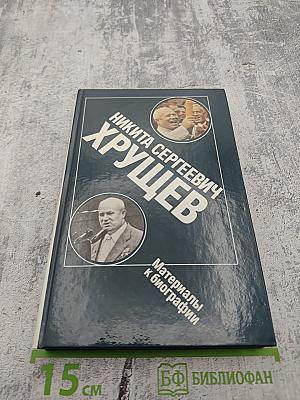 НИКИТА СЕРГЕЕВИЧ
ХРУЩЕВ
Материалы
к биографии
15 см
БФ БИБЛИОФАН